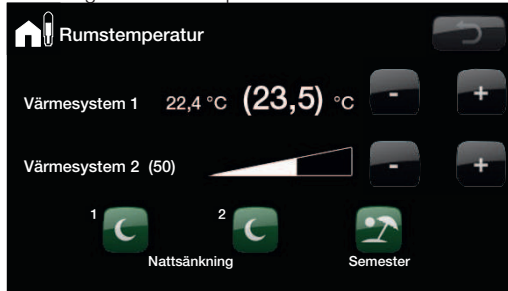 Rumstemperatur
Värmesystem 1 22,4 °C (23,5) °C - +
Värmesystem 2 (50) - +
1 2
Nattsänkning Semester